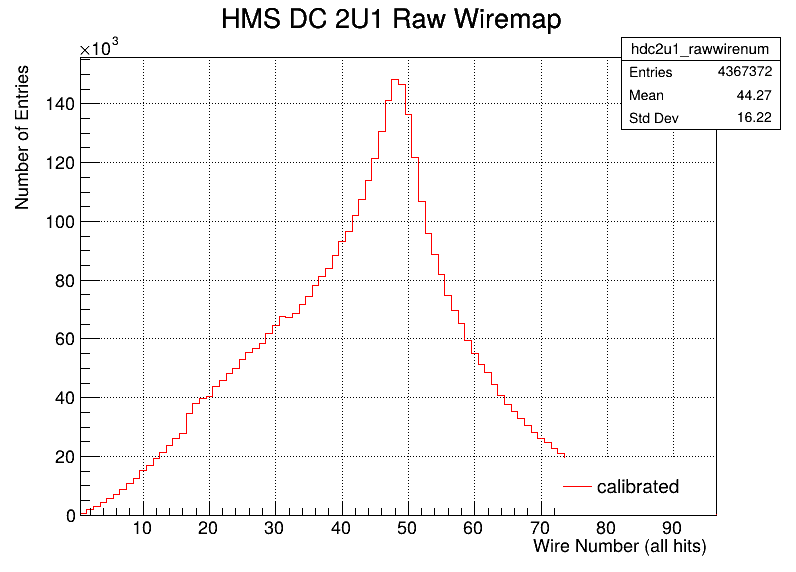 HMS DC 2U1 Raw Wiremap
×10³
hdc2u1_rawwirenum
Entries 4367372
Mean 44.27
Std Dev 16.22
Number of Entries
140
120
100
80
60
40
20
0
calibrated
10 20 30 40 50 60 70 80 90
Wire Number (all hits)